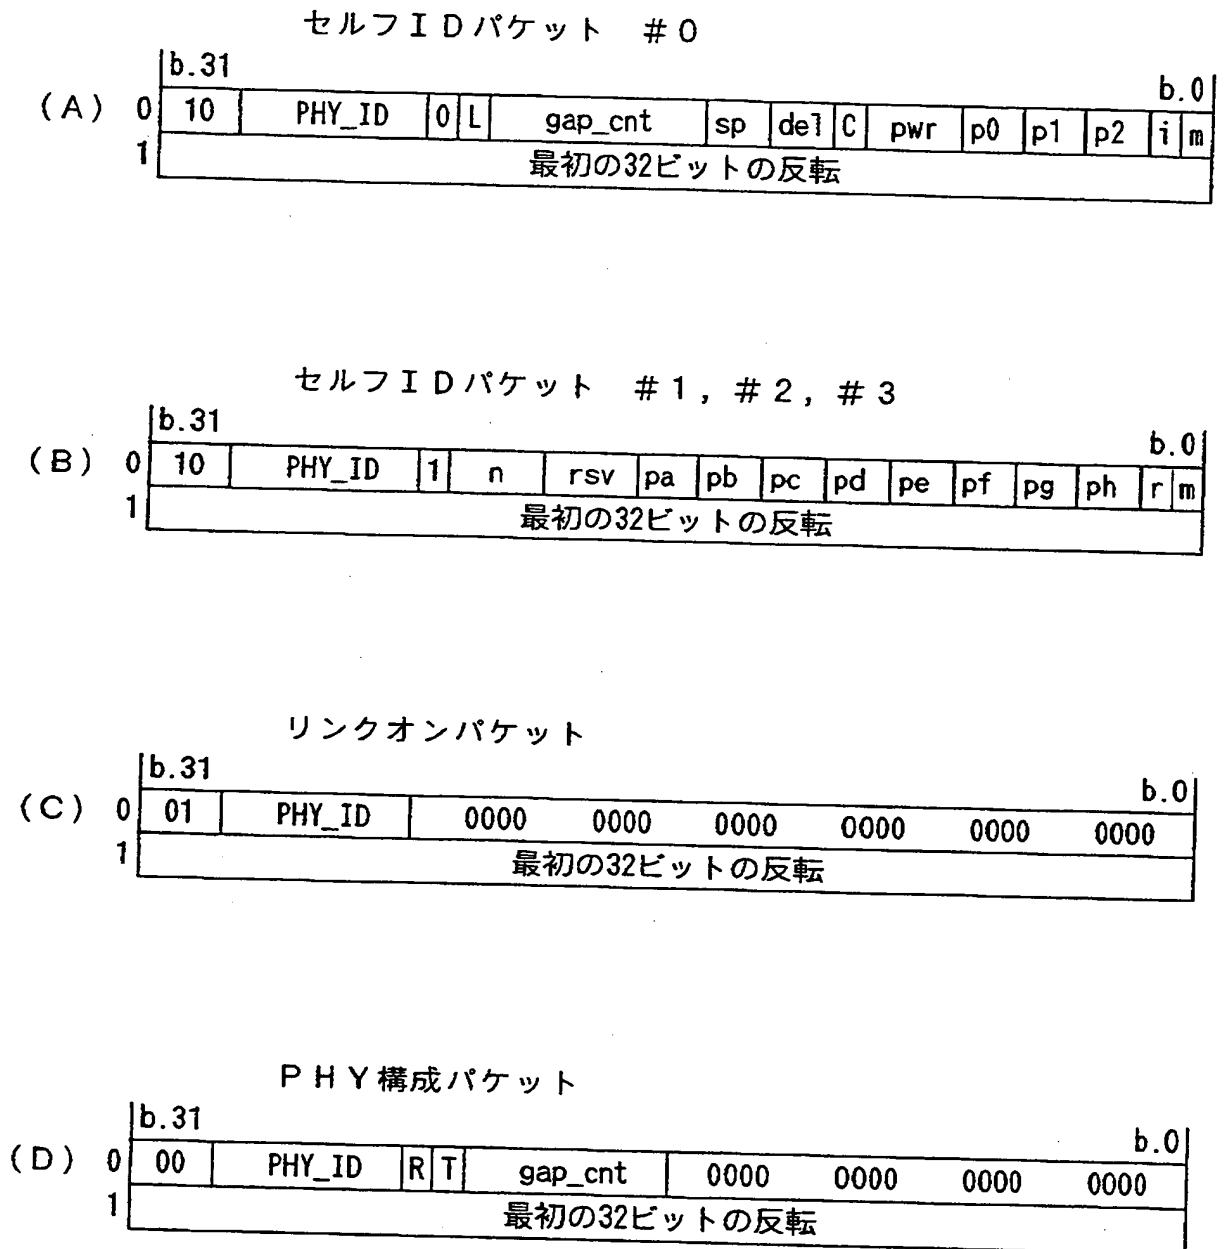 セルフIDパケット #0
b.31 b.0
(A) 0 10 PHY_ID 0 L gap_cnt sp del C pwr p0 p1 p2 i m
1 最初の32ビットの反転
セルフIDパケット #1, #2, #3
b.31 b.0
(B) 0 10 PHY_ID 1 n rsv pa pb pc pd pe pf pg ph r m
1 最初の32ビットの反転
リンクオンパケット
b.31 b.0
(C) 0 01 PHY_ID 0000 0000 0000 0000 0000 0000
1 最初の32ビットの反転
PHY構成パケット
b.31 b.0
(D) 0 00 PHY_ID R T gap_cnt 0000 0000 0000 0000
1 最初の32ビットの反転